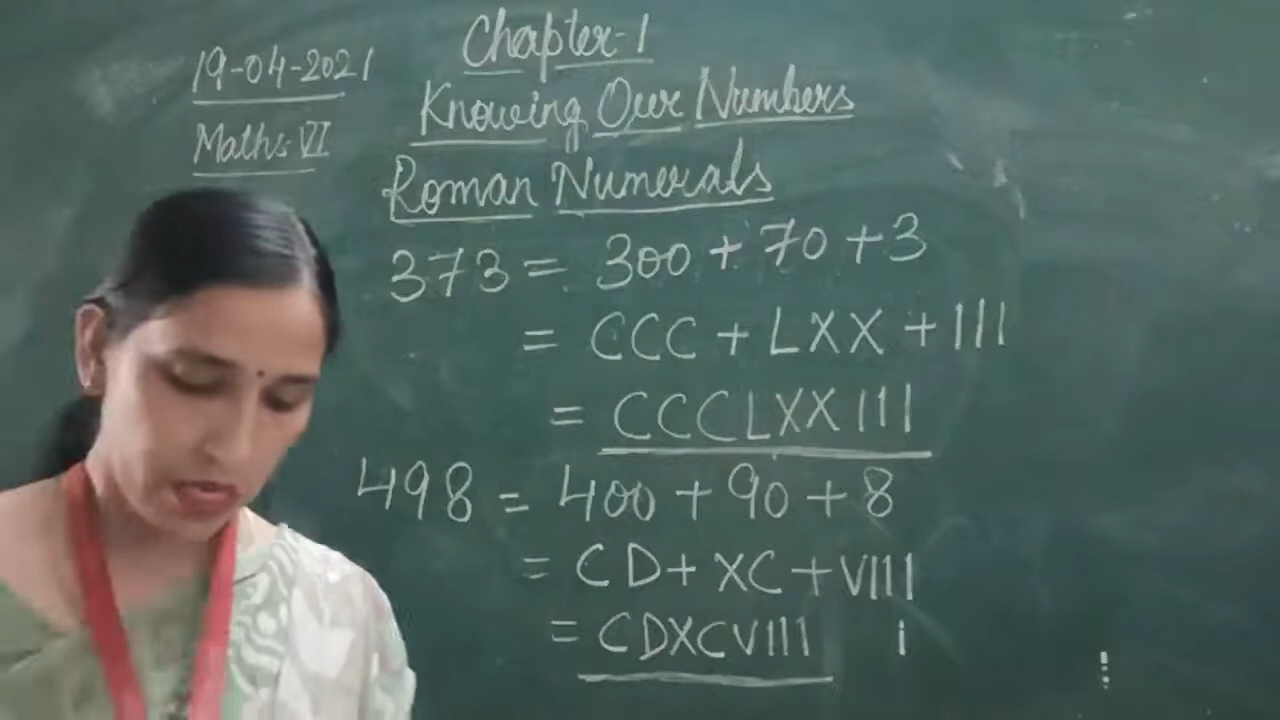 19-04-2021
Maths-VI
Chapter-1
Knowing Our Numbers
Roman Numerals
373 = 300 + 70 + 3
= CCC + LXX + III
= CCCLXXIII
498 = 400 + 90 + 8
= CD + XC + VIII
= CDXCVIII